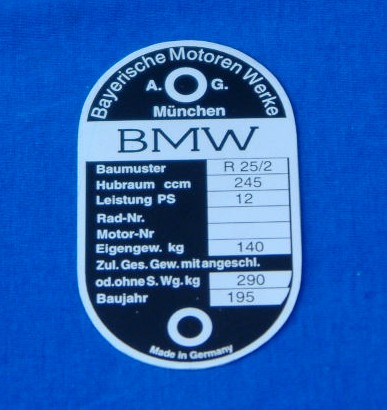 Bayerische Motoren Werke
A. G.
München
BMW
Baumuster R 25/2
Hubraum ccm 245
Leistung PS 12
Rad-Nr.
Motor-Nr
Eigengew. kg 140
Zul. Ges. Gew. mit angeschl.
od. ohne S. Wg. kg 290
Baujahr 195
Made in Germany